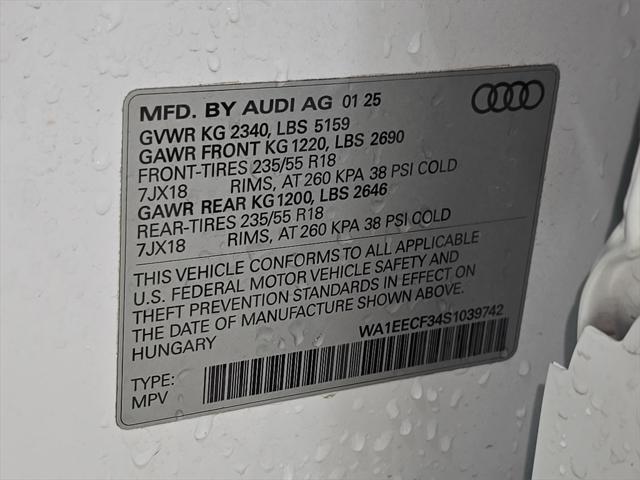 MFD. BY AUDI AG 01 25
GVWR KG 2340, LBS 5159
GAWR FRONT KG 1220, LBS 2690
FRONT-TIRES 235/55 R18
7JX18 RIMS, AT 260 KPA 38 PSI COLD
GAWR REAR KG 1200, LBS 2646
REAR-TIRES 235/55 R18
7JX18 RIMS, AT 260 KPA 38 PSI COLD
THIS VEHICLE CONFORMS TO ALL APPLICABLE
U.S. FEDERAL MOTOR VEHICLE SAFETY AND
THEFT PREVENTION STANDARDS IN EFFECT ON
THE DATE OF MANUFACTURE SHOWN ABOVE.
HUNGARY
WA1EECF34S1039742
TYPE:
MPV